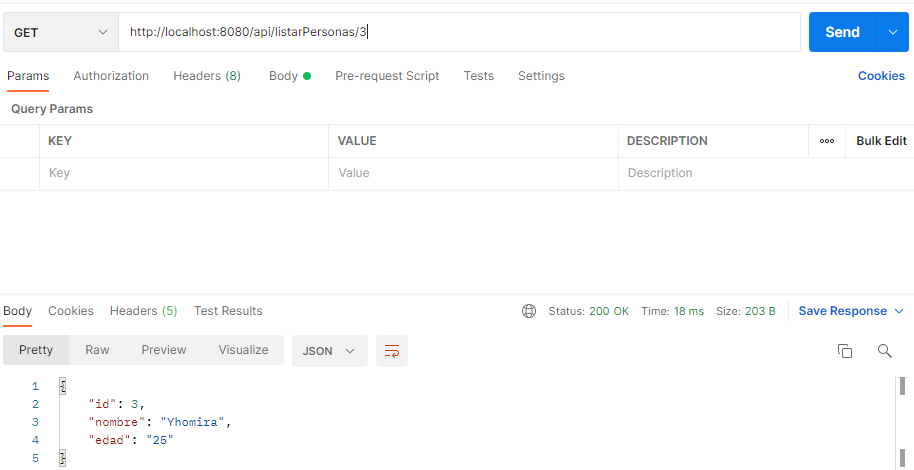 GET http://localhost:8080/api/listarPersonas/3 Send
Params Authorization Headers (8) Body Pre-request Script Tests Settings Cookies
Query Params
KEY VALUE DESCRIPTION ooo Bulk Edit
Key Value Description
Body Cookies Headers (5) Test Results Status: 200 OK Time: 18 ms Size: 203 B Save Response
Pretty Raw Preview Visualize JSON
1 {
2 "id": 3,
3 "nombre": "Yhomira",
4 "edad": "25"
5 }